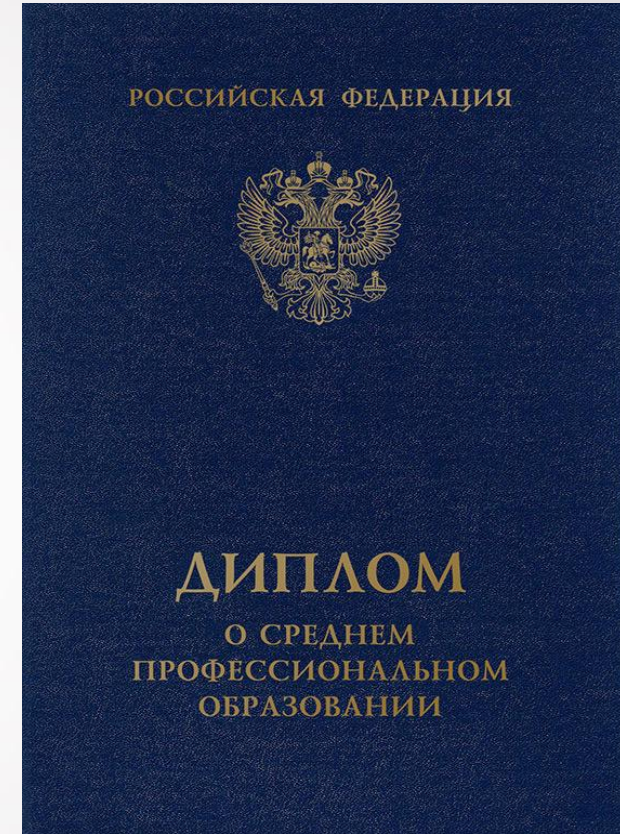 РОССИЙСКАЯ ФЕДЕРАЦИЯ
ДИПЛОМ
О СРЕДНЕМ
ПРОФЕССИОНАЛЬНОМ
ОБРАЗОВАНИИ